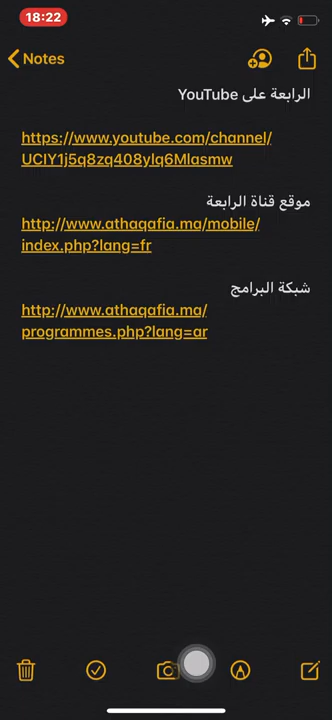 18:22
Notes
الرابعة على YouTube
https://www.youtube.com/channel/
UCIY1j5q8zq408ylq6Mlasmw
موقع قناة الرابعة
http://www.athaqafia.ma/mobile/
index.php?lang=fr
شبكة البرامج
http://www.athaqafia.ma/
programmes.php?lang=ar